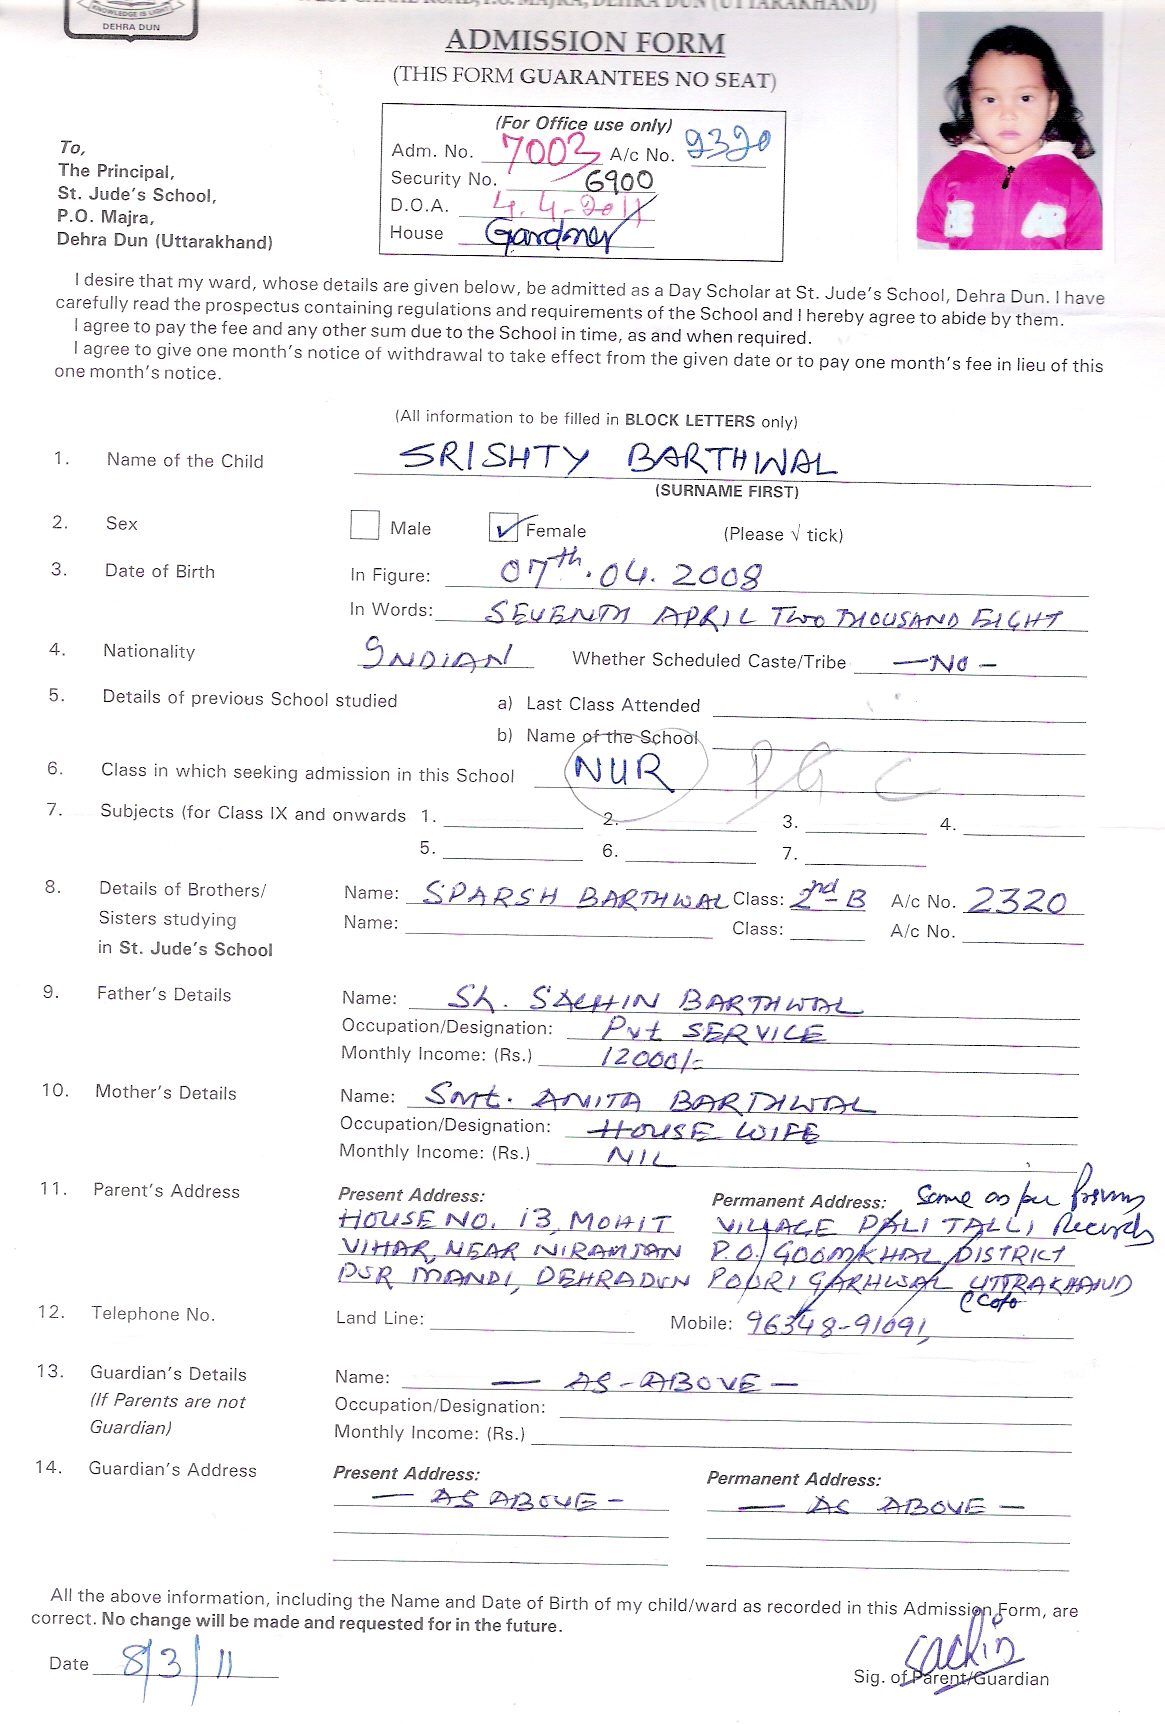 KNOWLEDGE IS LIGHT
DEHRA DUN
WEST CANAL ROAD, P.O. MAJRA, DEHRA DUN (UTTARAKHAND)
ADMISSION FORM
(THIS FORM GUARANTEES NO SEAT)
(For Office use only)
Adm. No. 7003 A/c No. 2320
Security No. 6900
D.O.A. 4.4-2011
House Gardner
To,
The Principal,
St. Jude's School,
P.O. Majra,
Dehra Dun (Uttarakhand)
I desire that my ward, whose details are given below, be admitted as a Day Scholar at St. Jude's School, Dehra Dun. I have
carefully read the prospectus containing regulations and requirements of the School and I hereby agree to abide by them.
I agree to pay the fee and any other sum due to the School in time, as and when required.
I agree to give one month's notice of withdrawal to take effect from the given date or to pay one month's fee in lieu of this
one month's notice.
(All information to be filled in BLOCK LETTERS only)
1. Name of the Child SRISHTY BARTHWAL
(SURNAME FIRST)
2. Sex Male ✓ Female (Please √ tick)
3. Date of Birth In Figure: 07th.04.2008
In Words: SEVENTH APRIL TWO THOUSAND EIGHT
4. Nationality INDIAN Whether Scheduled Caste/Tribe —No—
5. Details of previous School studied a) Last Class Attended
b) Name of the School
6. Class in which seeking admission in this School NUR PGC
7. Subjects (for Class IX and onwards 1. 2. 3. 4.
5. 6. 7.
8. Details of Brothers/ Name: SPARSH BARTHWAL Class: 2nd B A/c No. 2320
Sisters studying Name: Class: A/c No.
in St. Jude's School
9. Father's Details Name: Sh. SACHIN BARTHWAL
Occupation/Designation: Pvt SERVICE
Monthly Income: (Rs.) 12000/-
10. Mother's Details Name: Smt. ANITA BARTHWAL
Occupation/Designation: HOUSE WIFE
Monthly Income: (Rs.) NIL
11. Parent's Address Present Address: Permanent Address: Same as per
HOUSE NO. 13, MOHIT VILLAGE PALI TALLI Records
VIHAR, NEAR NIRANJAN P.O. GOOMKHAL DISTRICT
PUR MANDI, DEHRADUN POURI GARHWAL UTTRAKHAND
12. Telephone No. Land Line: Mobile: 96348-91091,
13. Guardian's Details Name: — AS-ABOVE —
(If Parents are not Occupation/Designation:
Guardian) Monthly Income: (Rs.)
14. Guardian's Address Present Address: Permanent Address:
— AS ABOVE — — AS ABOVE —
All the above information, including the Name and Date of Birth of my child/ward as recorded in this Admission Form, are
correct. No change will be made and requested for in the future.
Date 8/3/11 Sachin
Sig. of Parent/Guardian